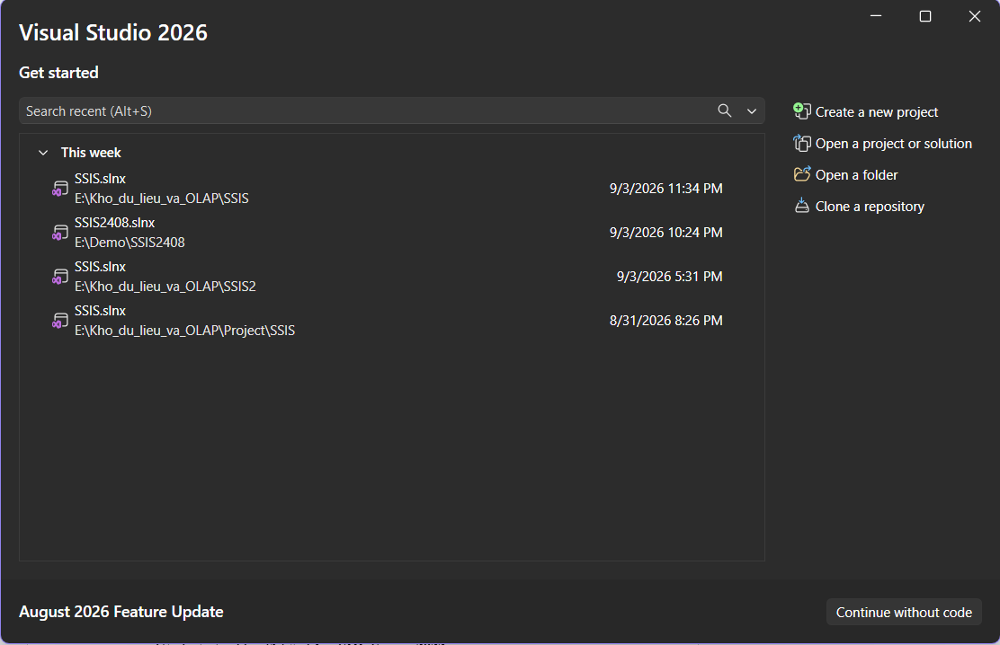 Visual Studio 2026
Get started
Search recent (Alt+S)
This week
SSIS.slnx
E:\Kho_du_lieu_va_OLAP\SSIS
9/3/2026 11:34 PM
SSIS2408.slnx
E:\Demo\SSIS2408
9/3/2026 10:24 PM
SSIS.slnx
E:\Kho_du_lieu_va_OLAP\SSIS2
9/3/2026 5:31 PM
SSIS.slnx
E:\Kho_du_lieu_va_OLAP\Project\SSIS
8/31/2026 8:26 PM
Create a new project
Open a project or solution
Open a folder
Clone a repository
August 2026 Feature Update
Continue without code